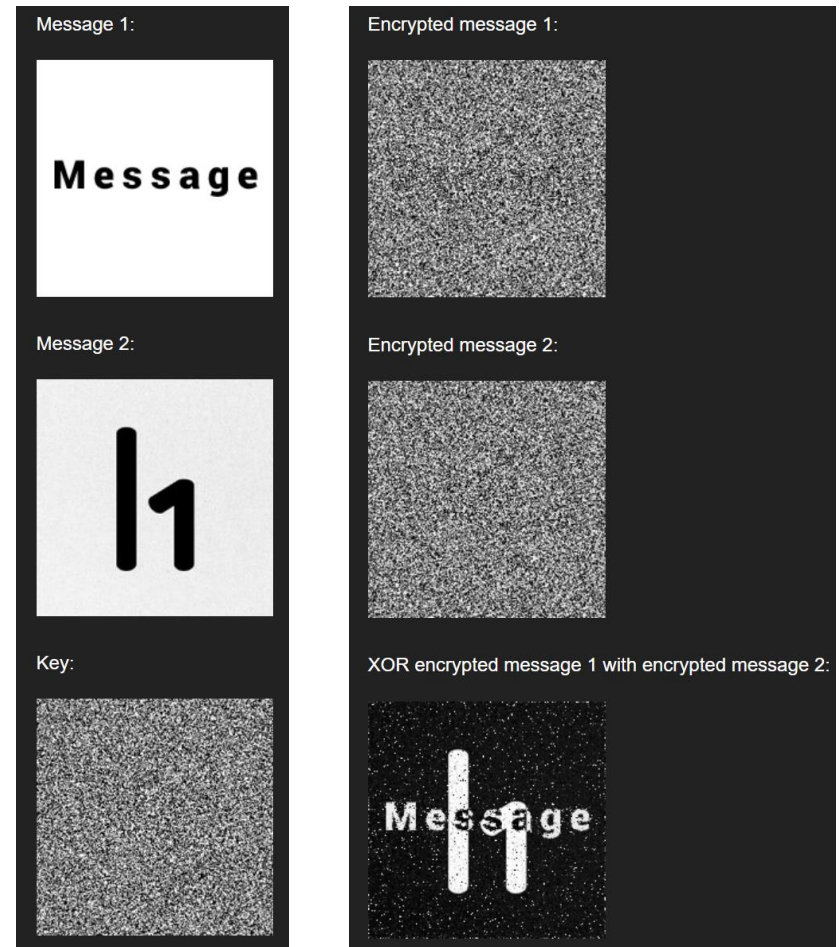 Message 1:
Message
Message 2:
h
Key:
Encrypted message 1:
Encrypted message 2:
XOR encrypted message 1 with encrypted message 2:
Message